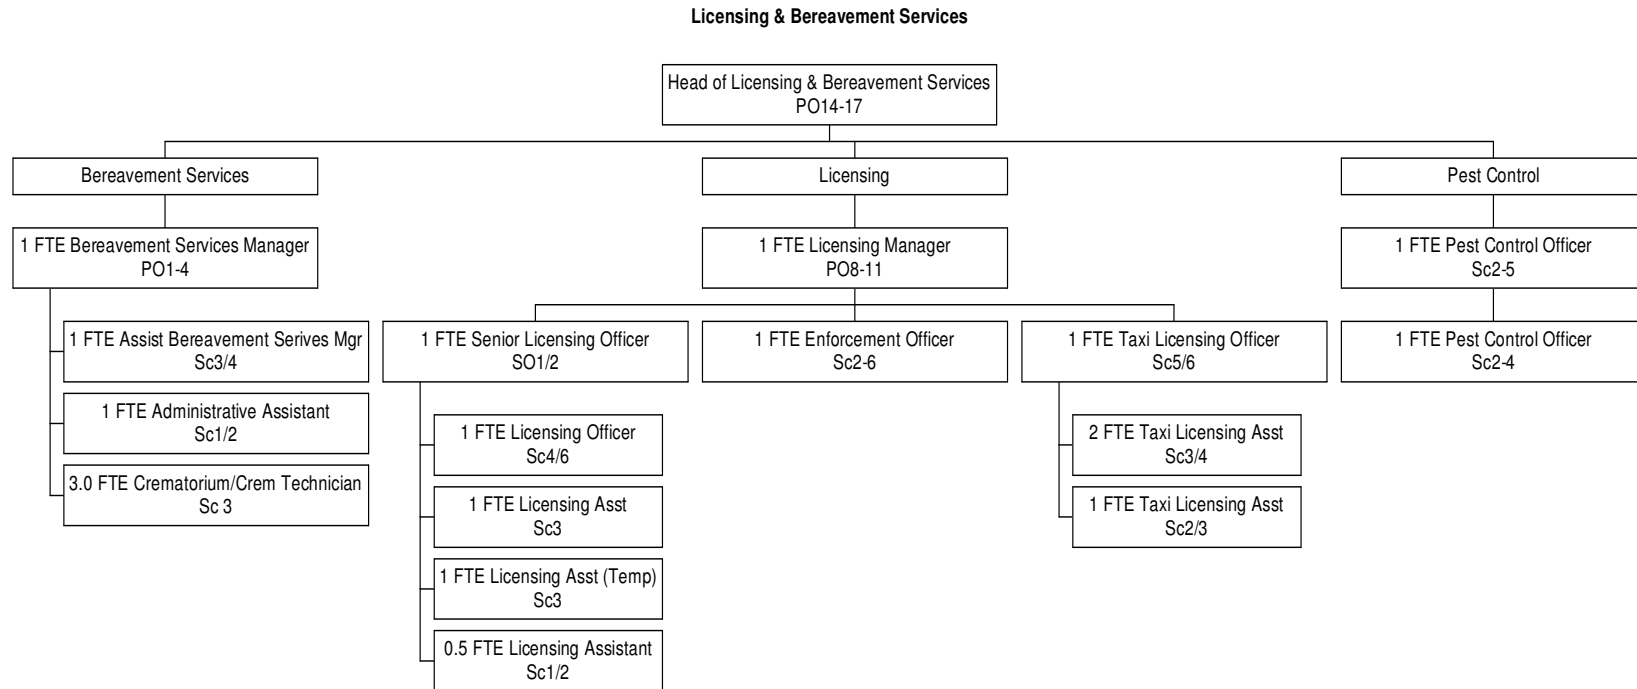 Licensing & Bereavement Services
Head of Licensing & Bereavement Services
PO14-17
Bereavement Services
Licensing
Pest Control
1 FTE Bereavement Services Manager
PO1-4
1 FTE Licensing Manager
PO8-11
1 FTE Pest Control Officer
Sc2-5
1 FTE Assist Bereavement Serives Mgr
Sc3/4
1 FTE Senior Licensing Officer
SO1/2
1 FTE Enforcement Officer
Sc2-6
1 FTE Taxi Licensing Officer
Sc5/6
1 FTE Pest Control Officer
Sc2-4
1 FTE Administrative Assistant
Sc1/2
3.0 FTE Crematorium/Crem Technician
Sc 3
1 FTE Licensing Officer
Sc4/6
1 FTE Licensing Asst
Sc3
1 FTE Licensing Asst (Temp)
Sc3
0.5 FTE Licensing Assistant
Sc1/2
2 FTE Taxi Licensing Asst
Sc3/4
1 FTE Taxi Licensing Asst
Sc2/3